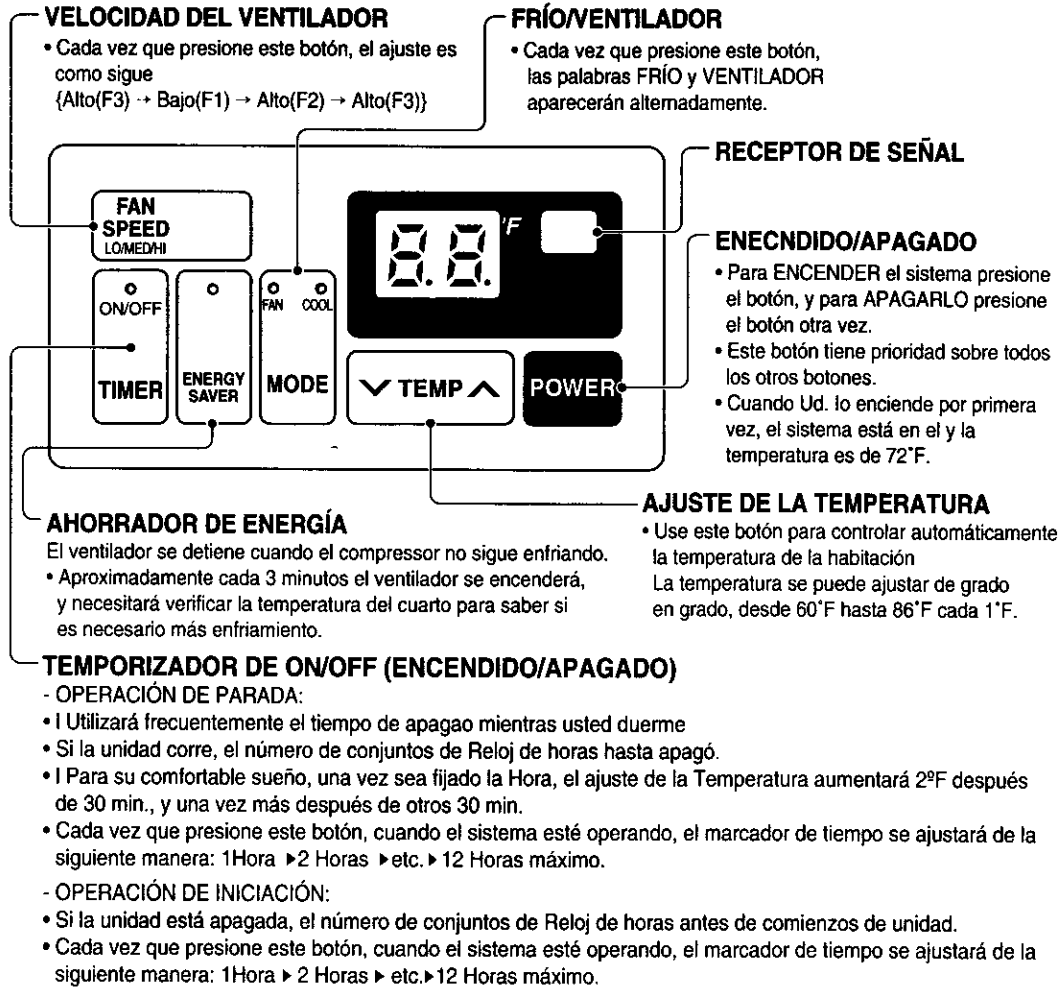 VELOCIDAD DEL VENTILADOR
• Cada vez que presione este botón, el ajuste es
como sigue
{Alto(F3) → Bajo(F1) → Alto(F2) → Alto(F3)}
FRÍO/VENTILADOR
• Cada vez que presione este botón,
las palabras FRÍO y VENTILADOR
aparecerán alternadamente.
RECEPTOR DE SEÑAL
FAN
SPEED
LO/MED/HI
ON/OFF
TIMER
ENERGY
SAVER
FAN COOL
MODE
8.8.
°F
TEMP
POWER
ENECNDIDO/APAGADO
• Para ENCENDER el sistema presione
el botón, y para APAGARLO presione
el botón otra vez.
• Este botón tiene prioridad sobre todos
los otros botones.
• Cuando Ud. lo enciende por primera
vez, el sistema está en el y la
temperatura es de 72°F.
AHORRADOR DE ENERGÍA
El ventilador se detiene cuando el compressor no sigue enfriando.
• Aproximadamente cada 3 minutos el ventilador se encenderá,
y necesitará verificar la temperatura del cuarto para saber si
es necesario más enfriamiento.
AJUSTE DE LA TEMPERATURA
• Use este botón para controlar automáticamente
la temperatura de la habitación
La temperatura se puede ajustar de grado
en grado, desde 60°F hasta 86°F cada 1°F.
TEMPORIZADOR DE ON/OFF (ENCENDIDO/APAGADO)
- OPERACIÓN DE PARADA:
• I Utilizará frecuentemente el tiempo de apagao mientras usted duerme
• Si la unidad corre, el número de conjuntos de Reloj de horas hasta apagó.
• I Para su comfortable sueño, una vez sea fijado la Hora, el ajuste de la Temperatura aumentará 2ºF después
de 30 min., y una vez más después de otros 30 min.
• Cada vez que presione este botón, cuando el sistema esté operando, el marcador de tiempo se ajustará de la
siguiente manera: 1Hora ▶2 Horas ▶etc.▶12 Horas máximo.
- OPERACIÓN DE INICIACIÓN:
• Si la unidad está apagada, el número de conjuntos de Reloj de horas antes de comienzos de unidad.
• Cada vez que presione este botón, cuando el sistema esté operando, el marcador de tiempo se ajustará de la
siguiente manera: 1Hora ▶ 2 Horas ▶ etc.▶12 Horas máximo.